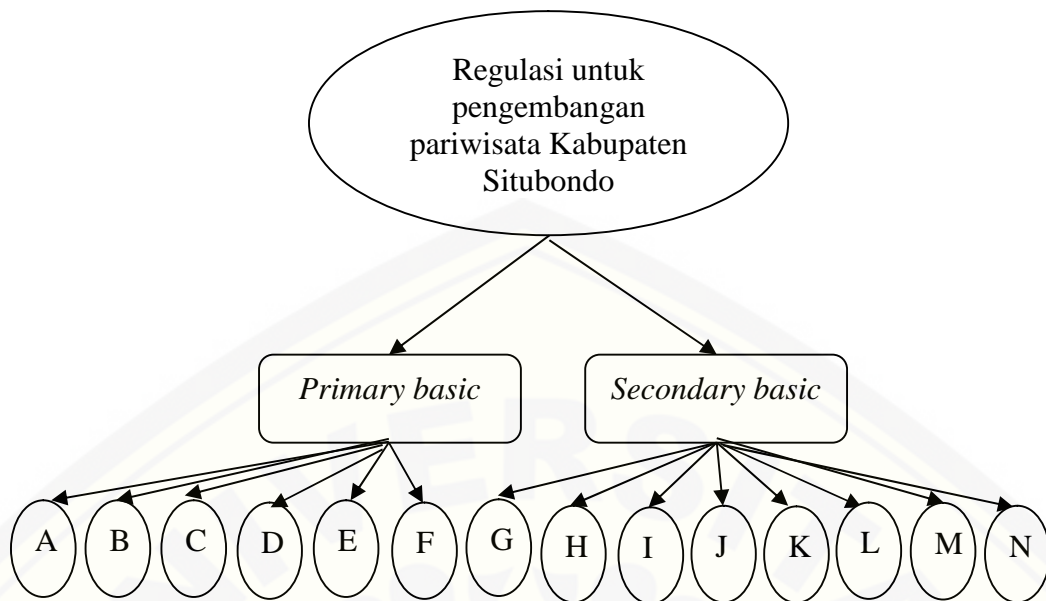 Regulasi untuk
pengembangan
pariwisata Kabupaten
Situbondo
Primary basic
Secondary basic
A B C D E F G H I J K L M N